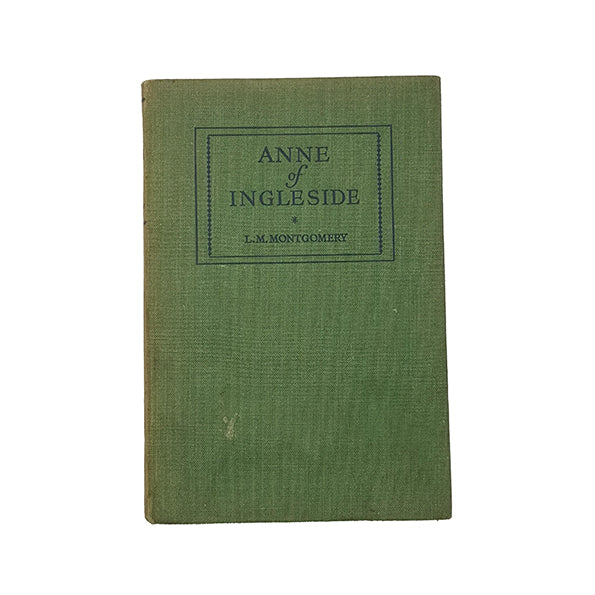 ANNE
of
INGLESIDE
*
L.M. MONTGOMERY